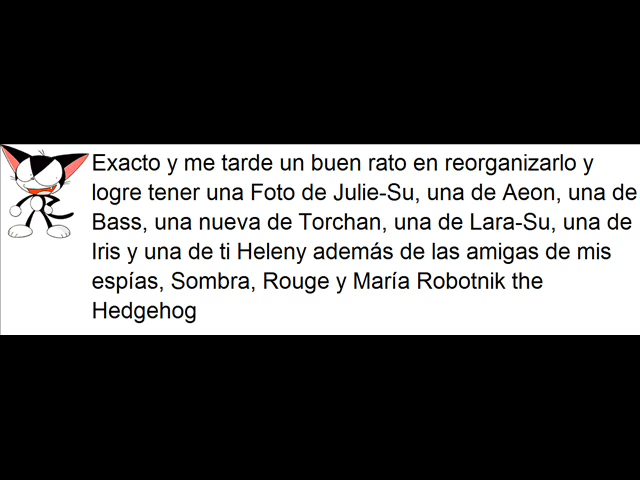 Exacto y me tarde un buen rato en reorganizarlo y
logre tener una Foto de Julie-Su, una de Aeon, una de
Bass, una nueva de Torchan, una de Lara-Su, una de
Iris y una de ti Heleny además de las amigas de mis
espías, Sombra, Rouge y María Robotnik the
Hedgehog